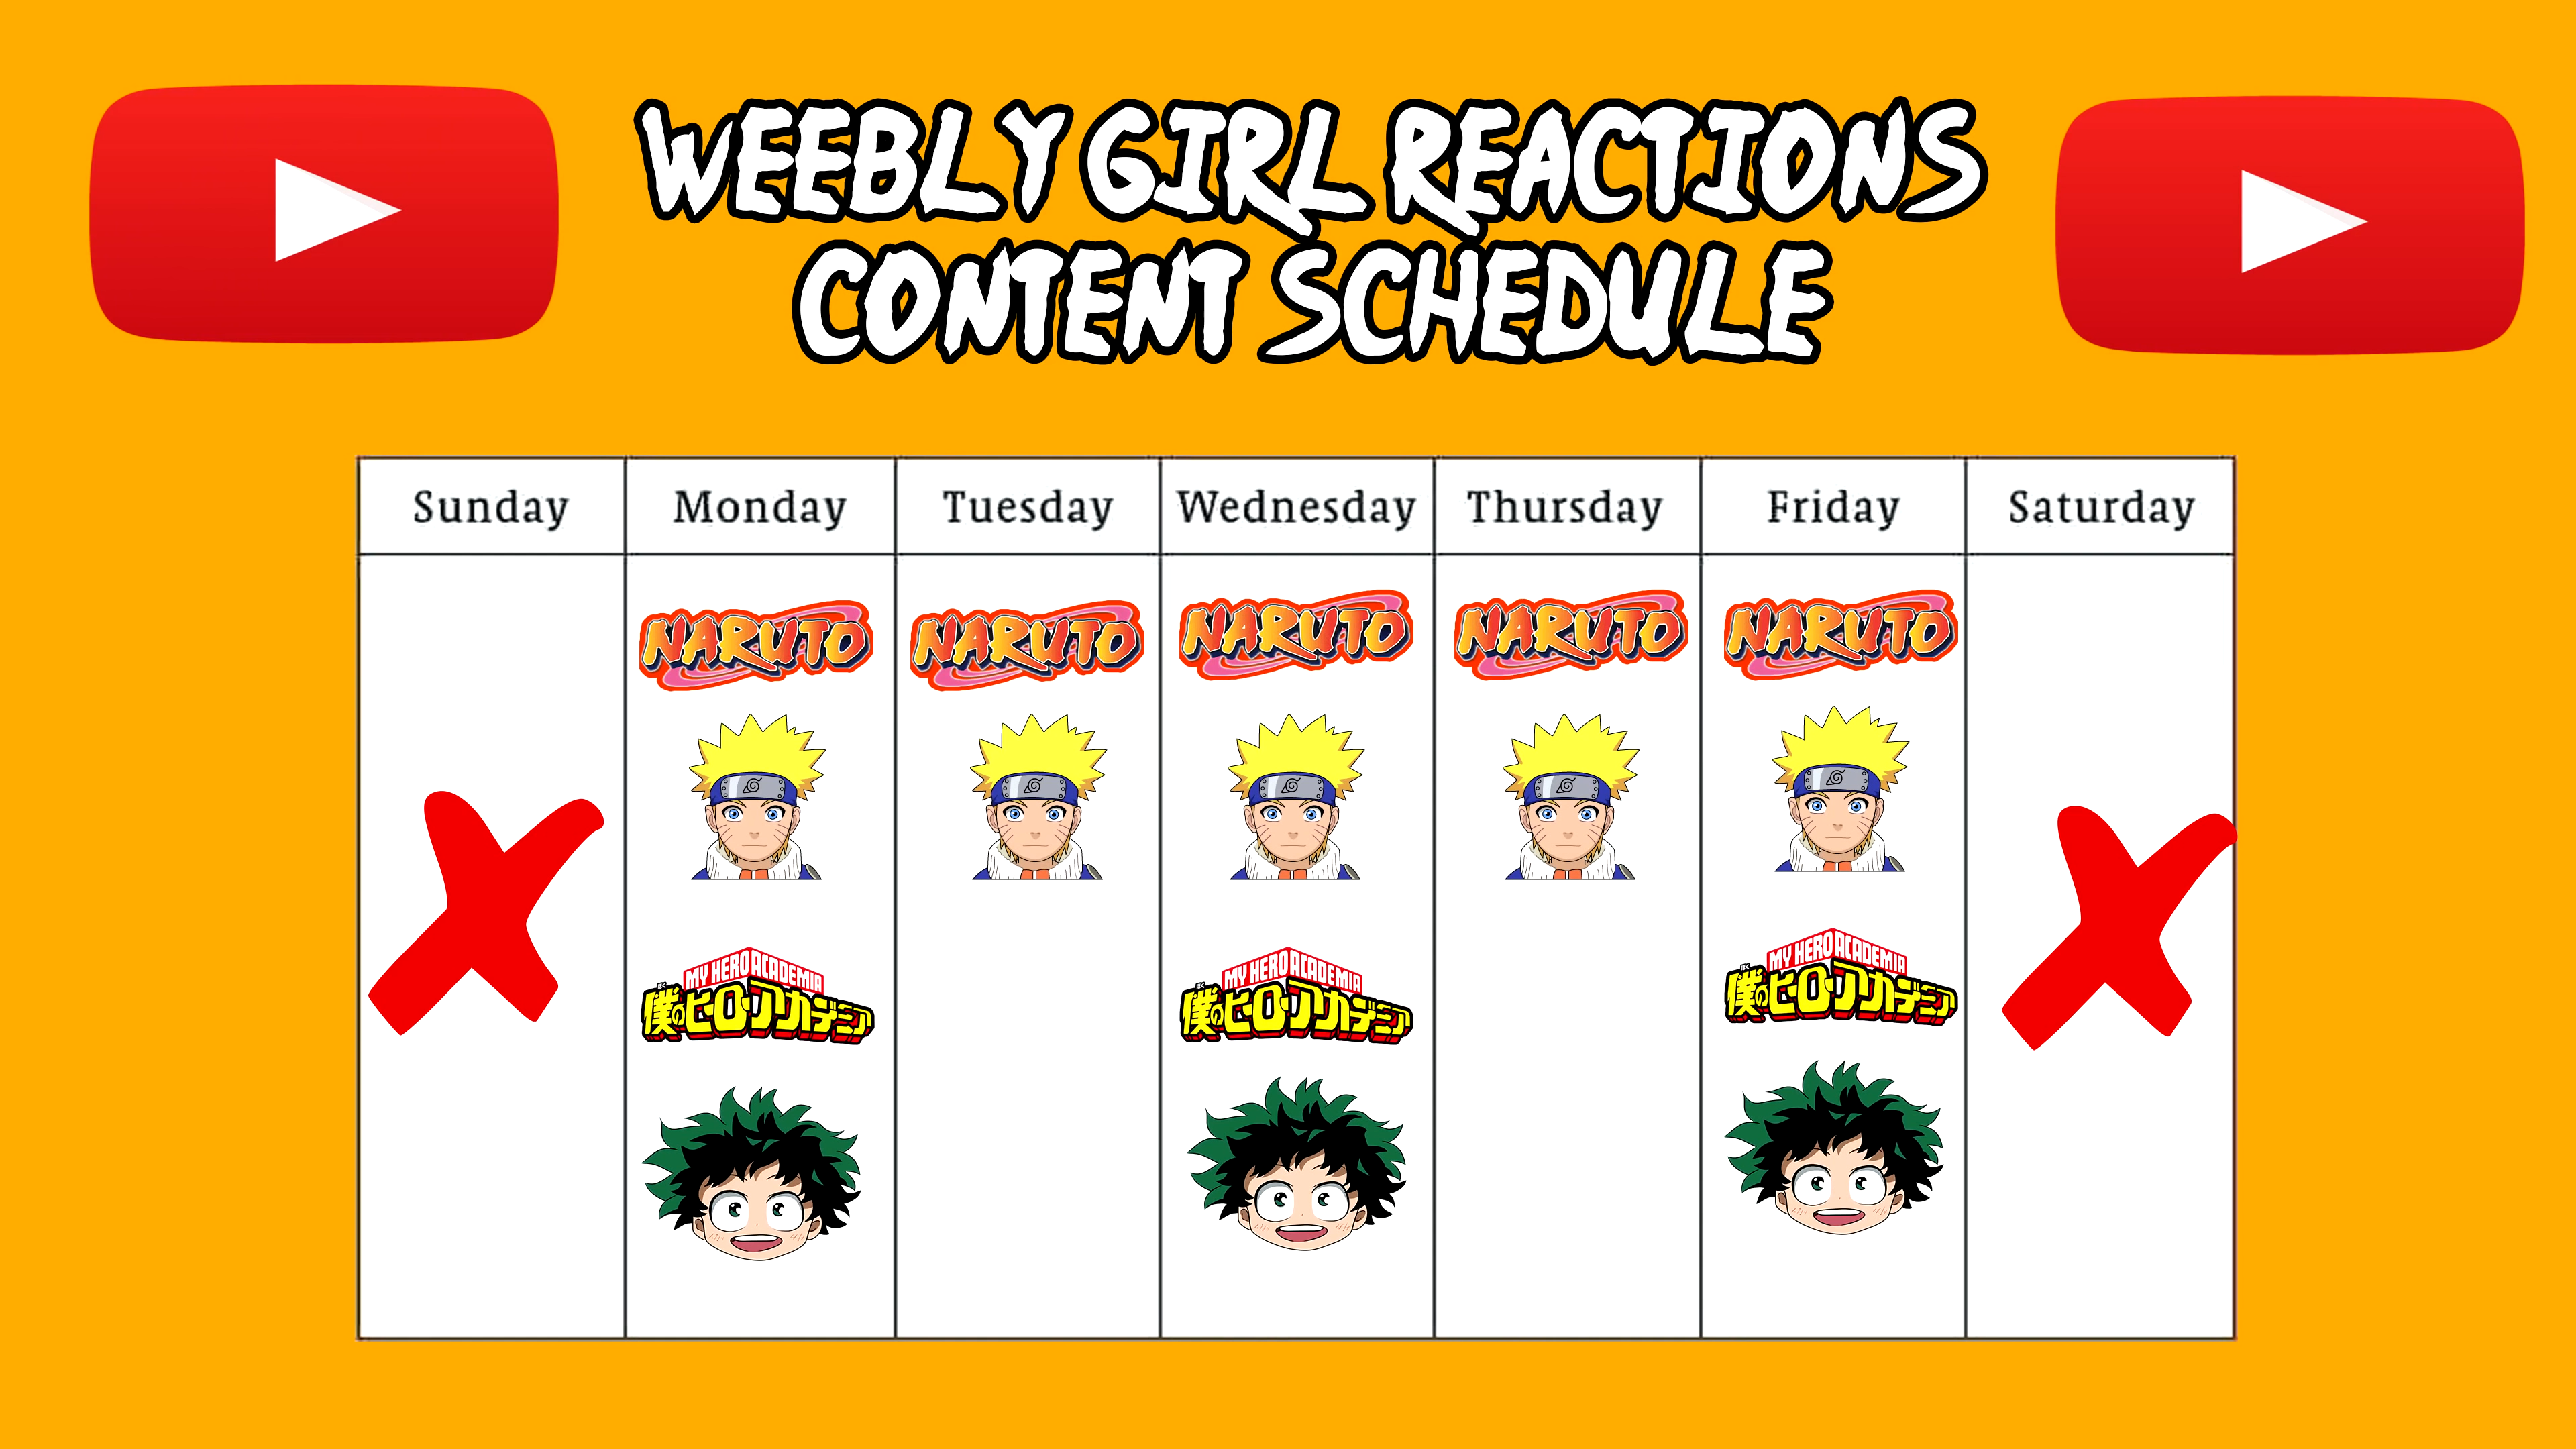 WEEBLY GIRL REACTIONS
CONTENT SCHEDULE
Sunday Monday Tuesday Wednesday Thursday Friday Saturday
NARUTO NARUTO NARUTO NARUTO NARUTO
MY HERO ACADEMIA MY HERO ACADEMIA MY HERO ACADEMIA
僕のヒーローアカデミア 僕のヒーローアカデミア 僕のヒーローアカデミア